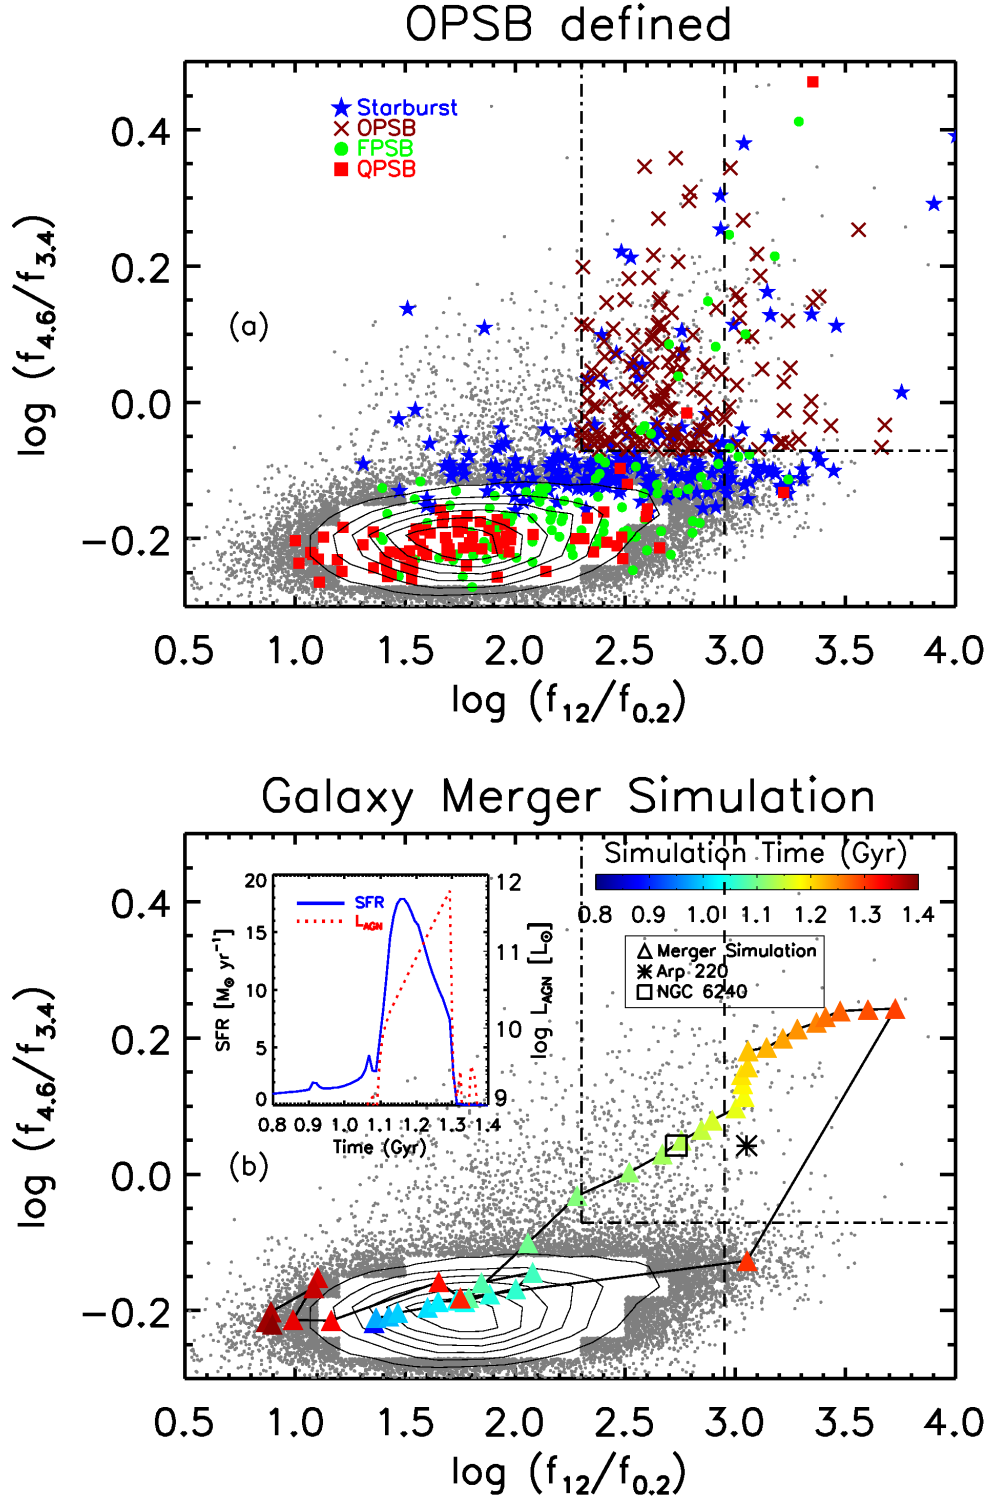 OPSB defined
Starburst
OPSB
FPSB
QPSB
(a)
log (f4.6/f3.4)
0.4
0.2
0.0
−0.2
0.5 1.0 1.5 2.0 2.5 3.0 3.5 4.0
log (f12/f0.2)
Galaxy Merger Simulation
Simulation Time (Gyr)
0.8 0.9 1.0 1.1 1.2 1.3 1.4
Merger Simulation
Arp 220
NGC 6240
SFR
LAGN
SFR [M⊙ yr−1]
20
15
10
5
0
log LAGN [L⊙]
12
11
10
9
0.8 0.9 1.0 1.1 1.2 1.3 1.4
Time (Gyr)
(b)
log (f4.6/f3.4)
0.4
0.2
0.0
−0.2
0.5 1.0 1.5 2.0 2.5 3.0 3.5 4.0
log (f12/f0.2)